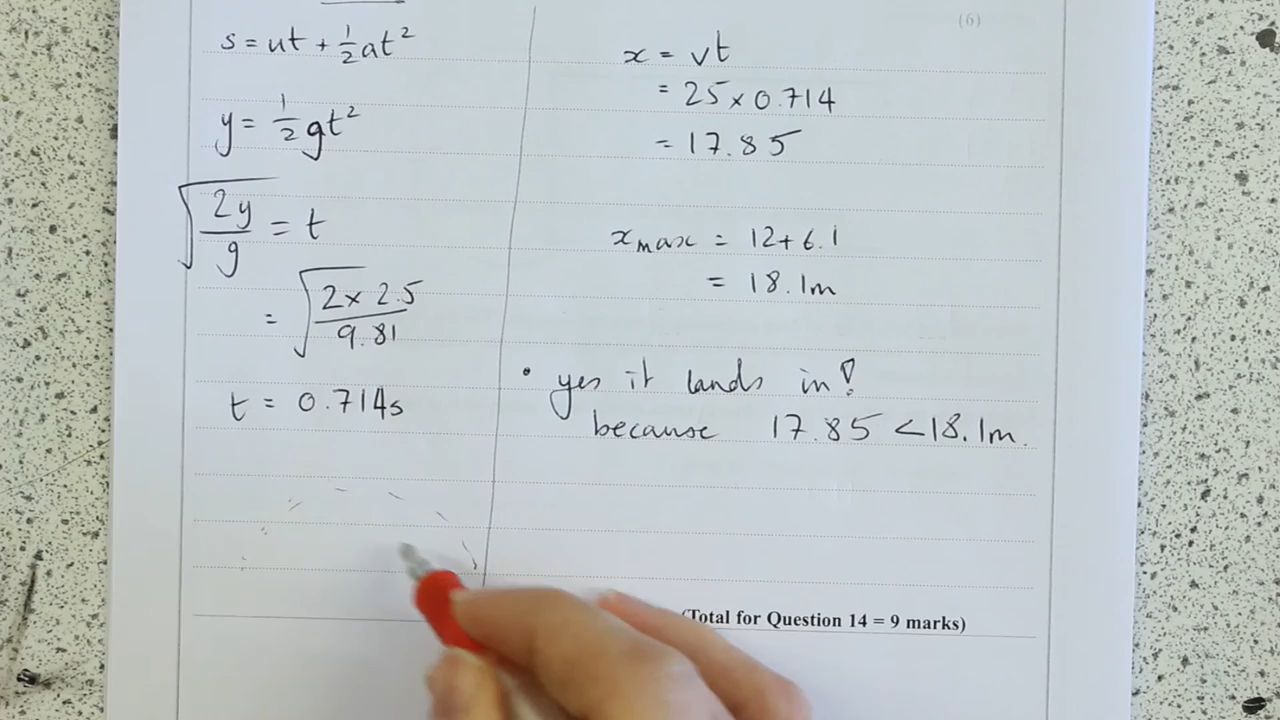 s = ut + ½at²
y = ½gt²
√(2y/g) = t
= √(2 × 2.5/9.81)
t = 0.714s
(6)
x = vt
= 25 × 0.714
= 17.85
xmax = 12 + 6.1
= 18.1m
• yes it lands in!
because 17.85 < 18.1m.
(Total for Question 14 = 9 marks)